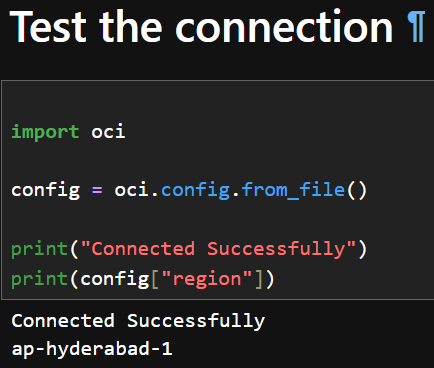 Test the connection ¶
import oci
config = oci.config.from_file()
print("Connected Successfully")
print(config["region"])
Connected Successfully
ap-hyderabad-1